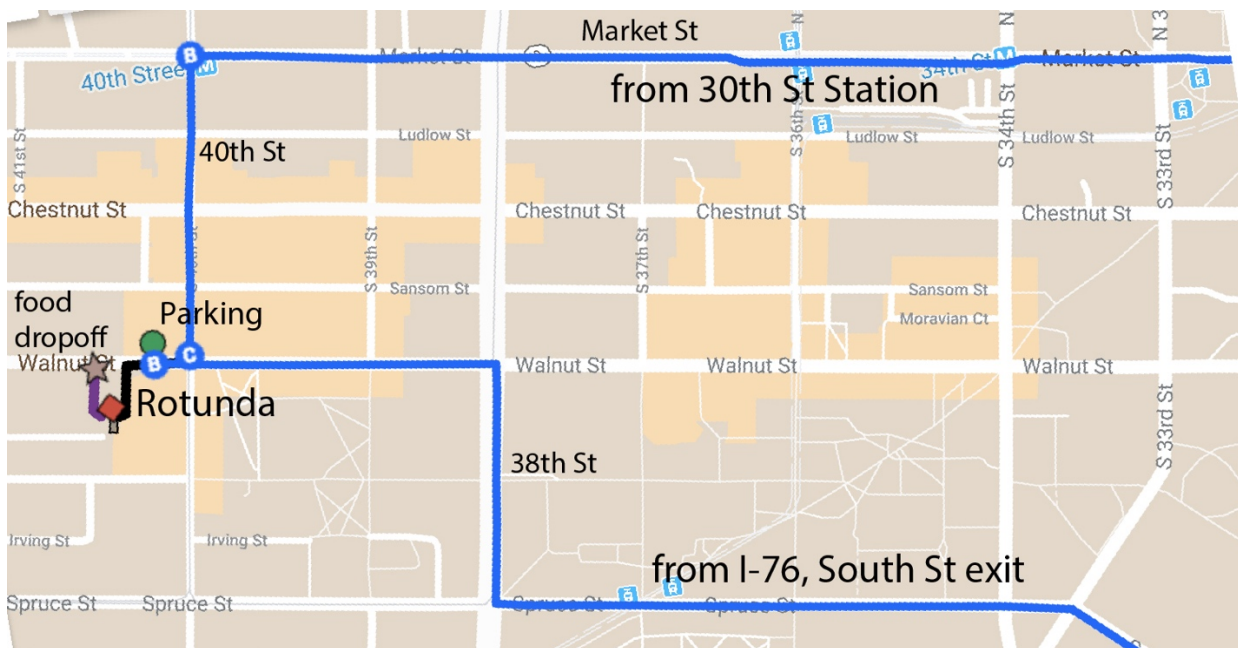 Market St
Market St
Market St
B
40th Street
M
34th St
M
from 30th St Station
N
N
N 3
Ludlow St
Ludlow St
Ludlow St
40th St
S 41st St
S 36th St
S 34th St
S 33rd St
Chestnut St
Chestnut St
Chestnut St
Chestnut St
S 39th St
S 37th St
Sansom St
Sansom St
Moravian Ct
food
dropoff
Parking
Walnut St
B
C
Walnut St
Walnut St
Walnut St
Rotunda
38th St
S 33rd St
Irving St
Irving St
from I-76, South St exit
Spruce St
Spruce St
Spruce St
Spruce St